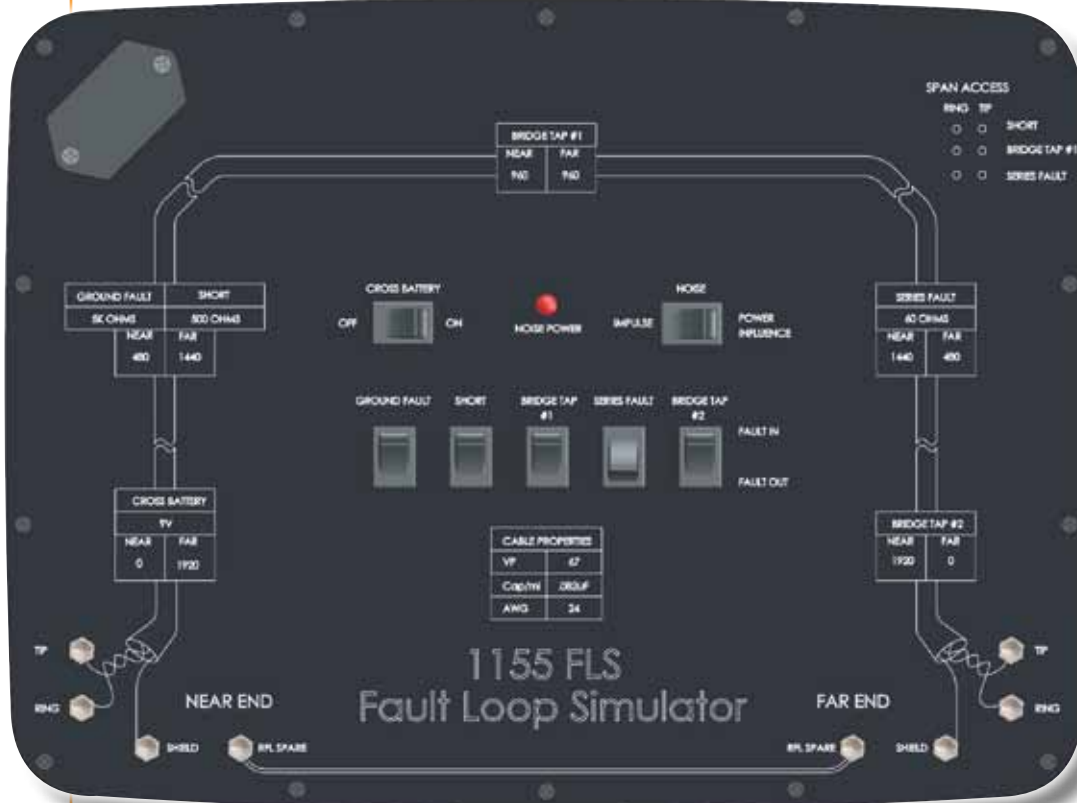 SPAN ACCESS
RING TIP
SHORT
BRIDGE TAP #1
SERIES FAULT
BRIDGE TAP #1
NEAR FAR
960 960
GROUND FAULT SHORT
5K OHMS 500 OHMS
NEAR FAR
480 1440
CROSS BATTERY
OFF ON
NOISE POWER
NOISE
IMPULSE POWER
INFLUENCE
SERIES FAULT
60 OHMS
NEAR FAR
1440 480
GROUND FAULT SHORT BRIDGE TAP SERIES FAULT BRIDGE TAP
#1 #2
FAULT IN
FAULT OUT
CROSS BATTERY
9V
NEAR FAR
0 1920
CABLE PROPERTIES
VP 67
Cap/mi .083uF
AWG 24
BRIDGE TAP #2
NEAR FAR
1920 0
TIP
RING
SHIELD
NEAR END
RPL SPARE
1155 FLS
Fault Loop Simulator
FAR END
RPL SPARE
SHIELD
TIP
RING